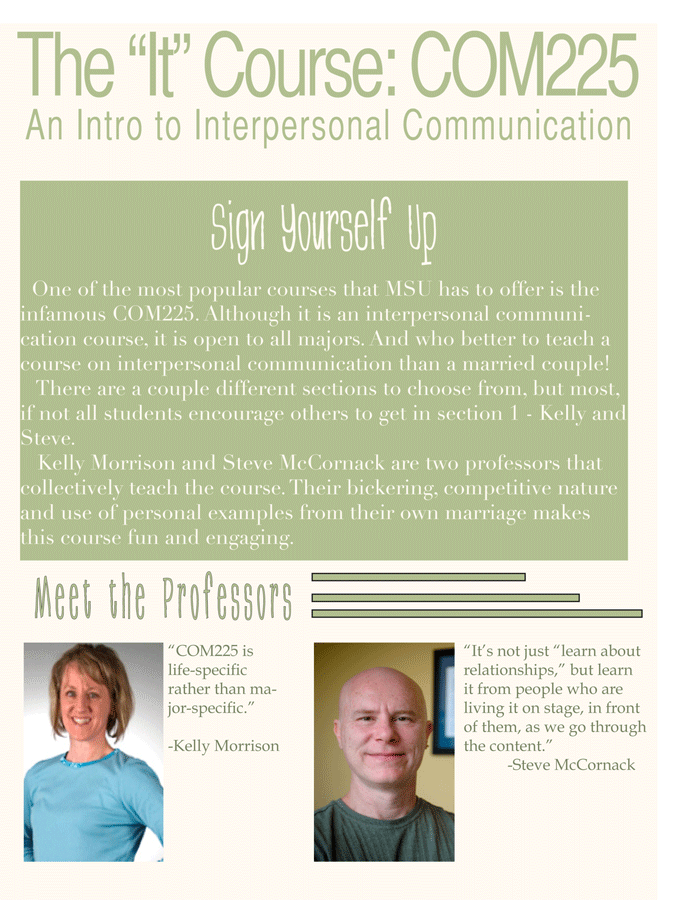 The “It” Course: COM225
An Intro to Interpersonal Communication
Sign Yourself Up
One of the most popular courses that MSU has to offer is the
infamous COM225. Although it is an interpersonal communi-
cation course, it is open to all majors. And who better to teach a
course on interpersonal communication than a married couple!
There are a couple different sections to choose from, but most,
if not all students encourage others to get in section 1 - Kelly and
Steve.
Kelly Morrison and Steve McCornack are two professors that
collectively teach the course. Their bickering, competitive nature
and use of personal examples from their own marriage makes
this course fun and engaging.
Meet the Professors
“COM225 is
life-specific
rather than ma-
jor-specific.”
-Kelly Morrison
“It’s not just “learn about
relationships,” but learn
it from people who are
living it on stage, in front
of them, as we go through
the content.”
-Steve McCornack